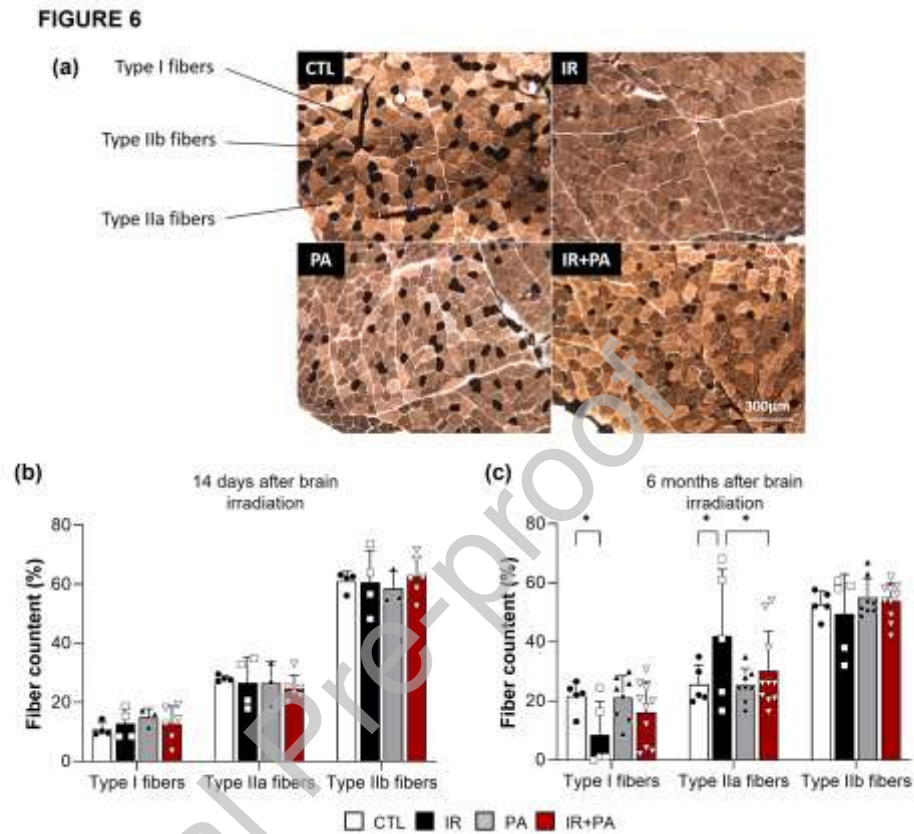 FIGURE 6
(a)
Type I fibers
Type IIb fibers
Type IIa fibers
CTL
IR
PA
IR+PA
300µm
(b)
14 days after brain
irradiation
Fiber countent (%)
80
60
40
20
0
Type I fibers Type IIa fibers Type IIb fibers
(c)
6 months after brain
irradiation
Fiber countent (%)
80
60
40
20
0
* * *
Type I fibers Type IIa fibers Type IIb fibers
CTL IR PA IR+PA
al Pre-proof